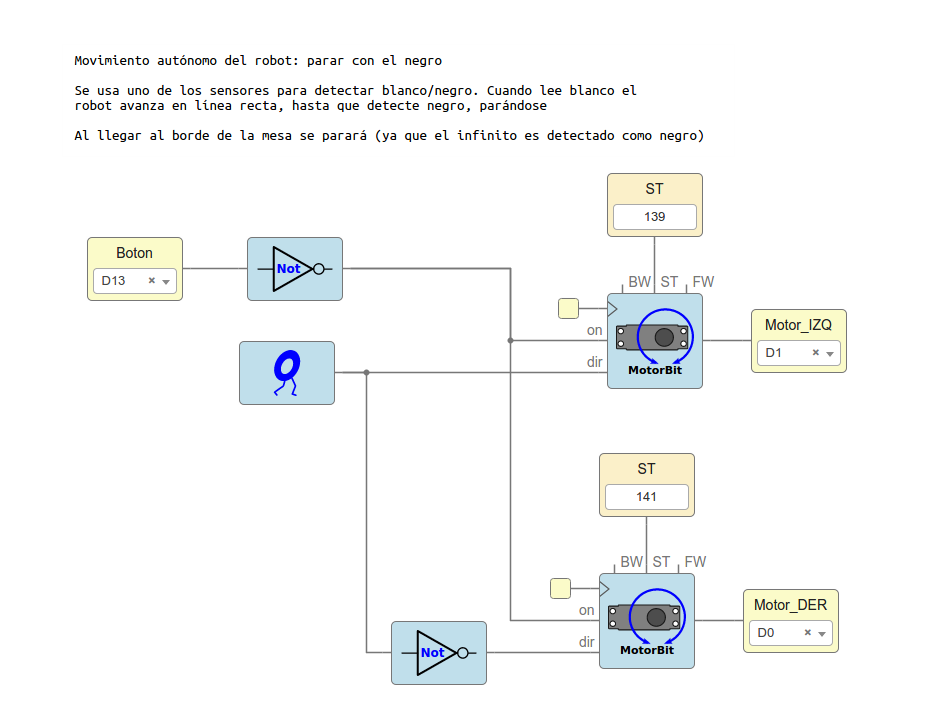 Movimiento autónomo del robot: parar con el negro
Se usa uno de los sensores para detectar blanco/negro. Cuando lee blanco el
robot avanza en línea recta, hasta que detecte negro, parándose
Al llegar al borde de la mesa se parará (ya que el infinito es detectado como negro)
ST
139
Boton
D13
Not
BW ST FW
on
dir
MotorBit
Motor_IZQ
D1
ST
141
BW ST FW
on
dir
MotorBit
Motor_DER
D0
Not